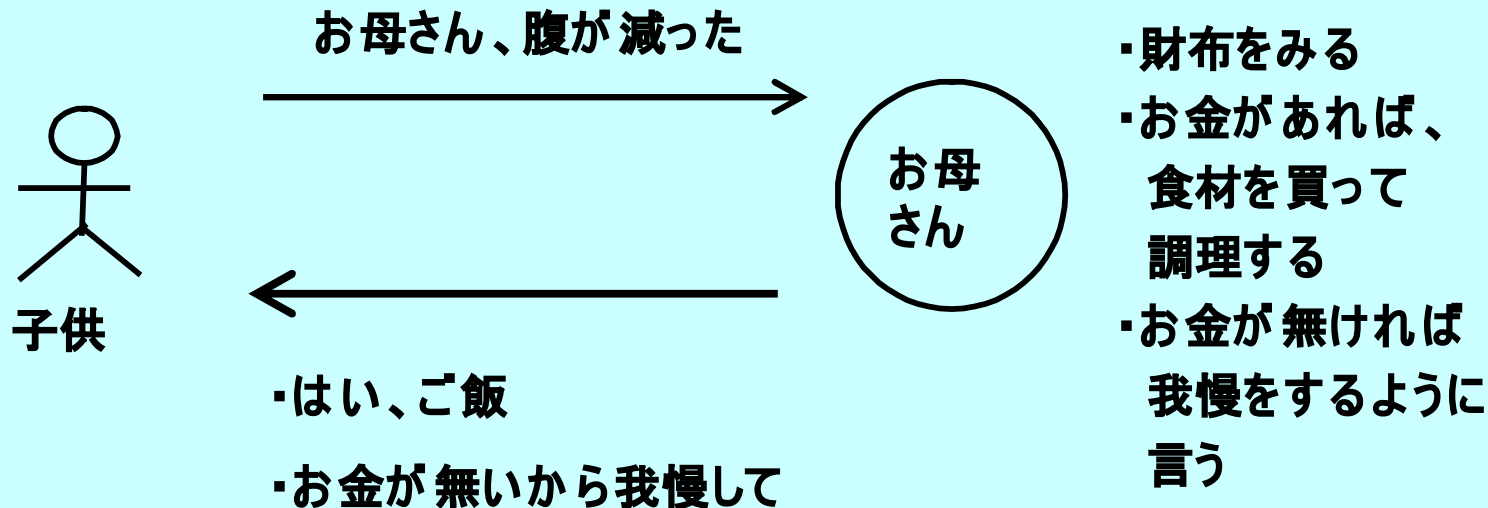 お母さん、腹が減った
子供
お母
さん
・はい、ご飯
・お金が無いから我慢して
・財布をみる
・お金があれば、
食材を買って
調理する
・お金が無ければ
我慢をするように
言う